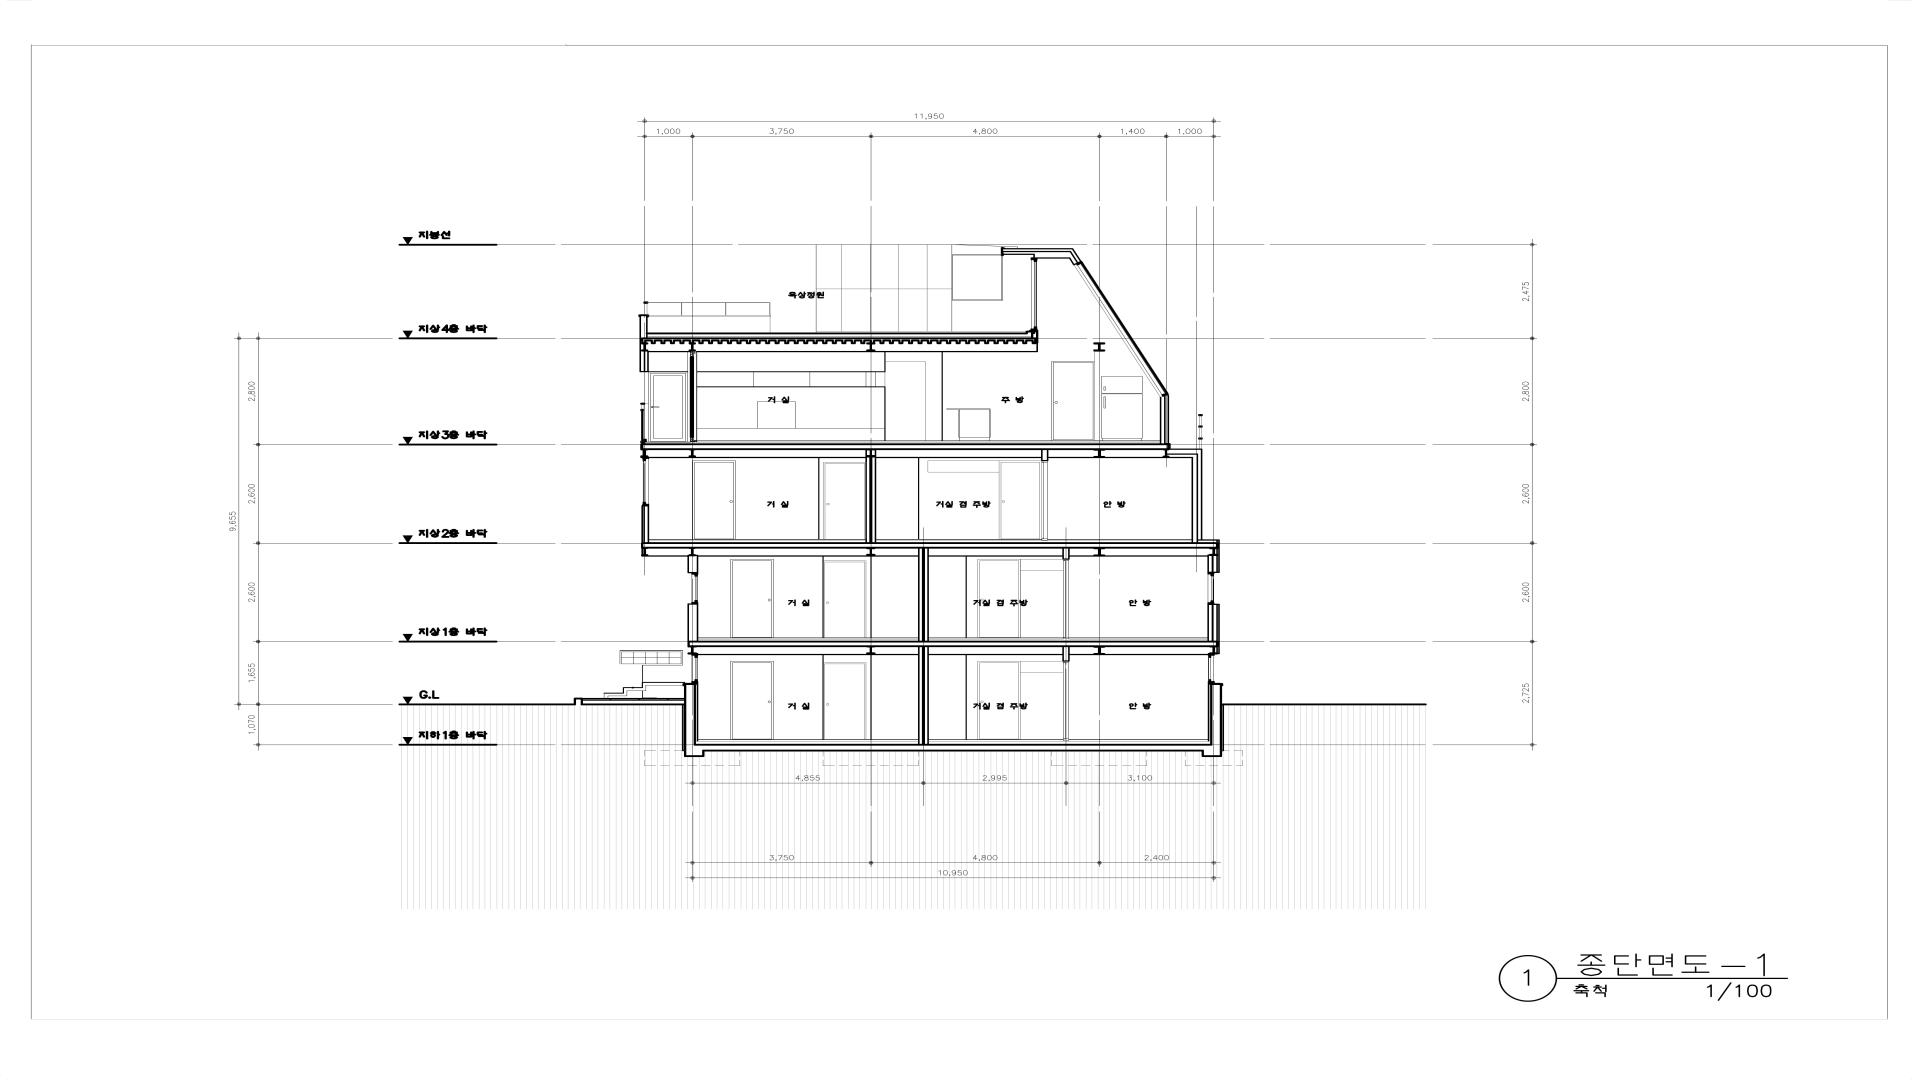 11,950
1,000 3,750 4,800 1,400 1,000
지붕선
옥상정원
2,475
지상4층 바닥
2,800 거 실 주 방 2,800
지상3층 바닥
2,600 거 실 거실 겸 주방 안 방 2,600
9,655
지상2층 바닥
2,600 거 실 거실 겸 주방 안 방 2,600
지상1층 바닥
1,655
G.L
거 실 거실 겸 주방 안 방 2,725
1,070
지하1층 바닥
4,855 2,995 3,100
3,750 4,800 2,400
10,950
1 종단면도-1
축척 1/100